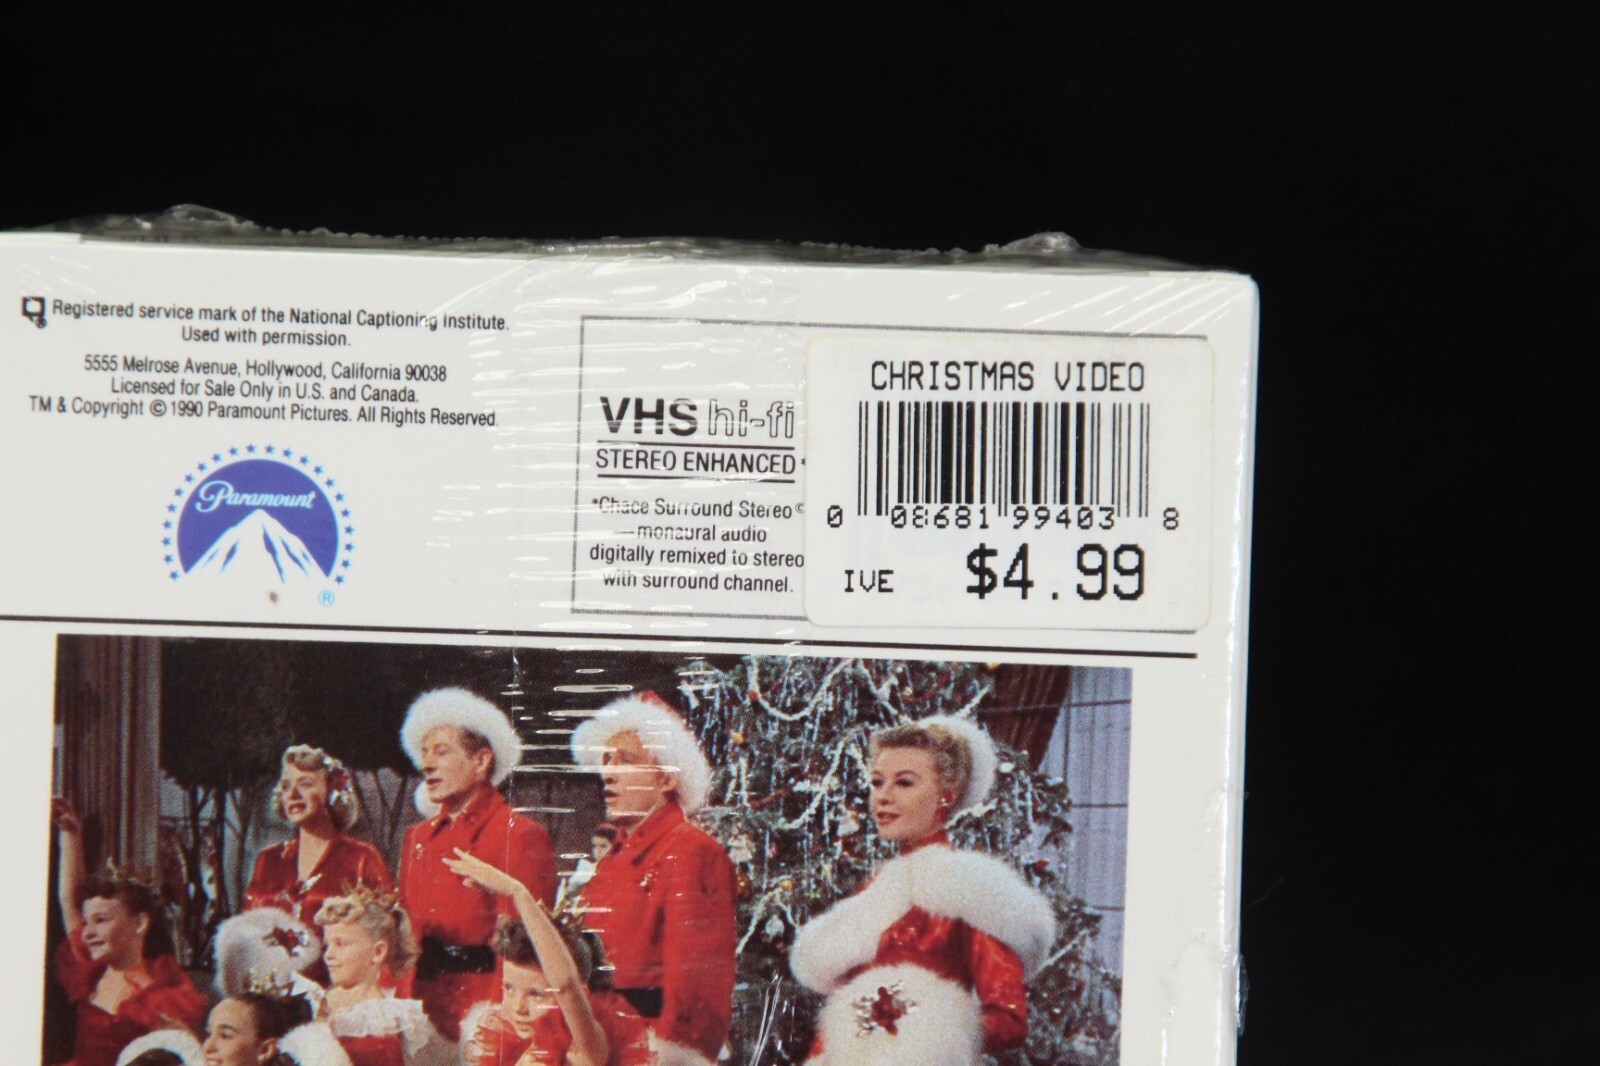 Registered service mark of the National Captioning Institute.
Used with permission.
5555 Melrose Avenue, Hollywood, California 90038
Licensed for Sale Only in U.S. and Canada.
TM & Copyright © 1990 Paramount Pictures. All Rights Reserved.
Paramount
®
VHS hi-fi
STEREO ENHANCED*
*Chace Surround Stereo©
—monaural audio
digitally remixed to stereo
with surround channel.
CHRISTMAS VIDEO
0 08681 99403 8
IVE $4.99